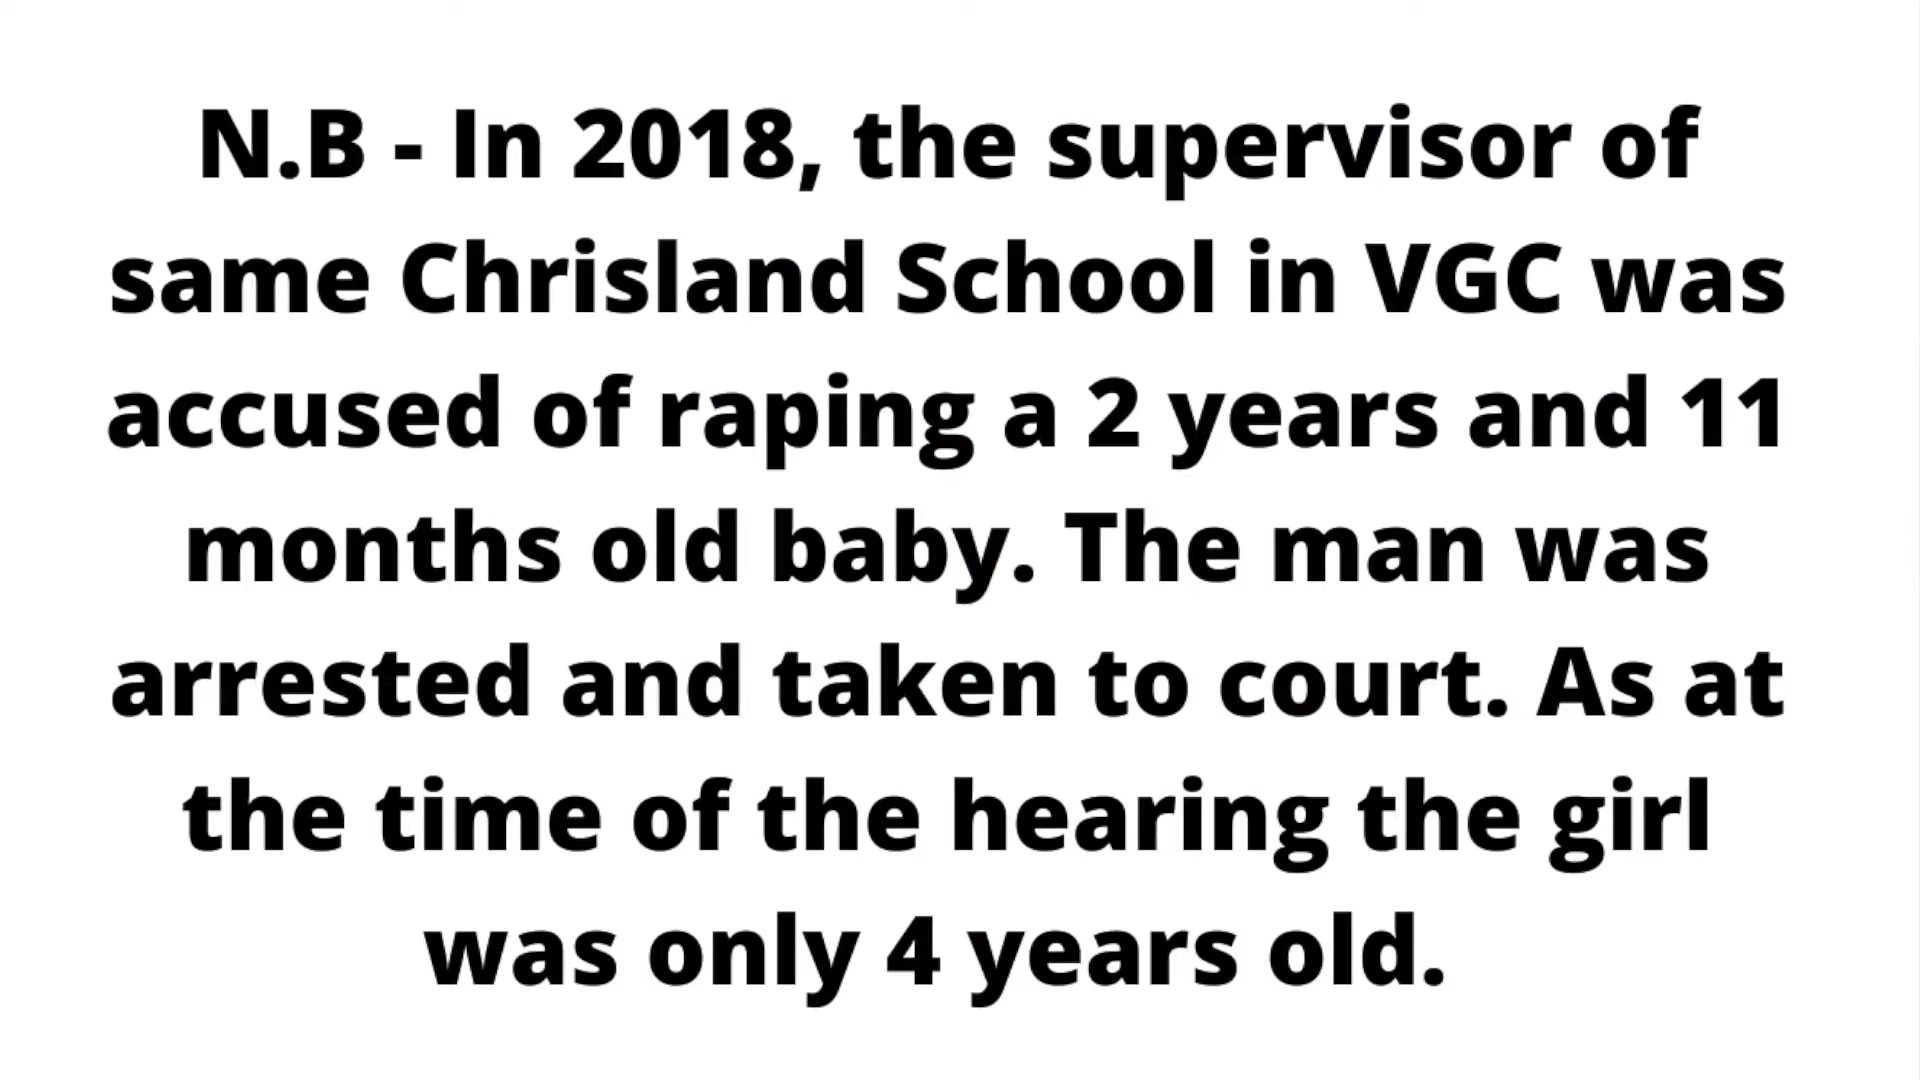 N.B - In 2018, the supervisor of
same Chrisland School in VGC was
accused of raping a 2 years and 11
months old baby. The man was
arrested and taken to court. As at
the time of the hearing the girl
was only 4 years old.